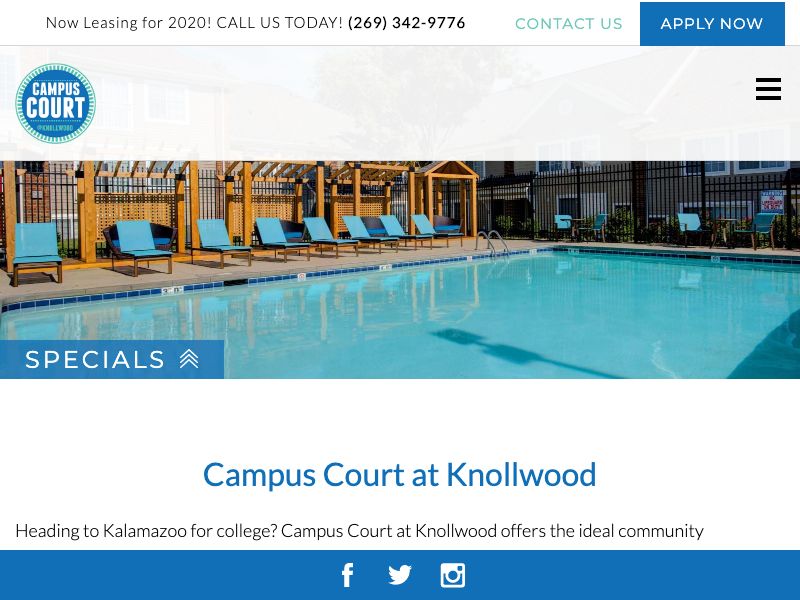 Now Leasing for 2020! CALL US TODAY! (269) 342-9776
CONTACT US
APPLY NOW
CAMPUS
COURT
@KNOLLWOOD
SPECIALS
Campus Court at Knollwood
Heading to Kalamazoo for college? Campus Court at Knollwood offers the ideal community